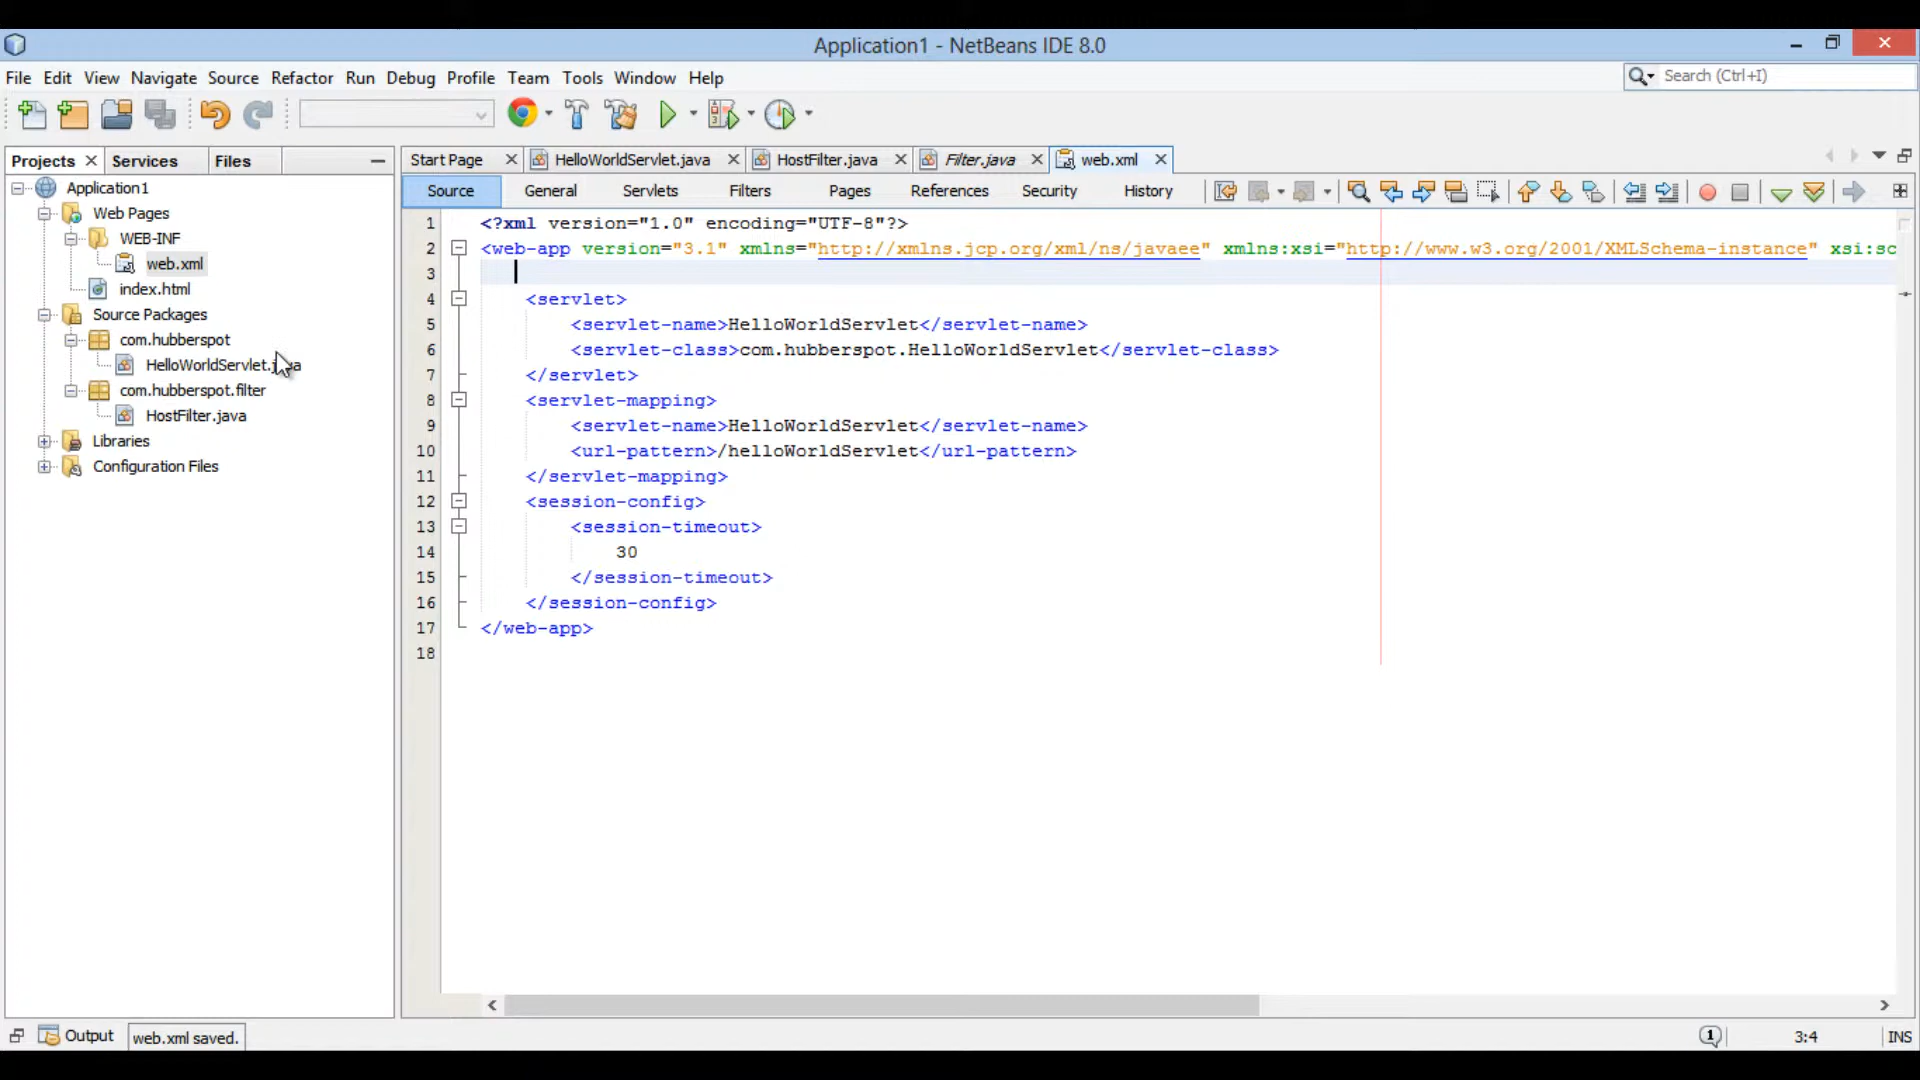 Application1 - NetBeans IDE 8.0
File Edit View Navigate Source Refactor Run Debug Profile Team Tools Window Help
Search (Ctrl+I)
Projects Services Files
Start Page HelloWorldServlet.java HostFilter.java Filter.java web.xml
Source General Servlets Filters Pages References Security History
Application1
Web Pages
WEB-INF
web.xml
index.html
Source Packages
com.hubberspot
HelloWorldServlet.java
com.hubberspot.filter
HostFilter.java
Libraries
Configuration Files
1 <?xml version="1.0" encoding="UTF-8"?>
2 <web-app version="3.1" xmlns="http://xmlns.jcp.org/xml/ns/javaee" xmlns:xsi="http://www.w3.org/2001/XMLSchema-instance" xsi:sc
3
4 <servlet>
5 <servlet-name>HelloWorldServlet</servlet-name>
6 <servlet-class>com.hubberspot.HelloWorldServlet</servlet-class>
7 </servlet>
8 <servlet-mapping>
9 <servlet-name>HelloWorldServlet</servlet-name>
10 <url-pattern>/helloWorldServlet</url-pattern>
11 </servlet-mapping>
12 <session-config>
13 <session-timeout>
14 30
15 </session-timeout>
16 </session-config>
17 </web-app>
18
Output web.xml saved. 1 3:4 INS